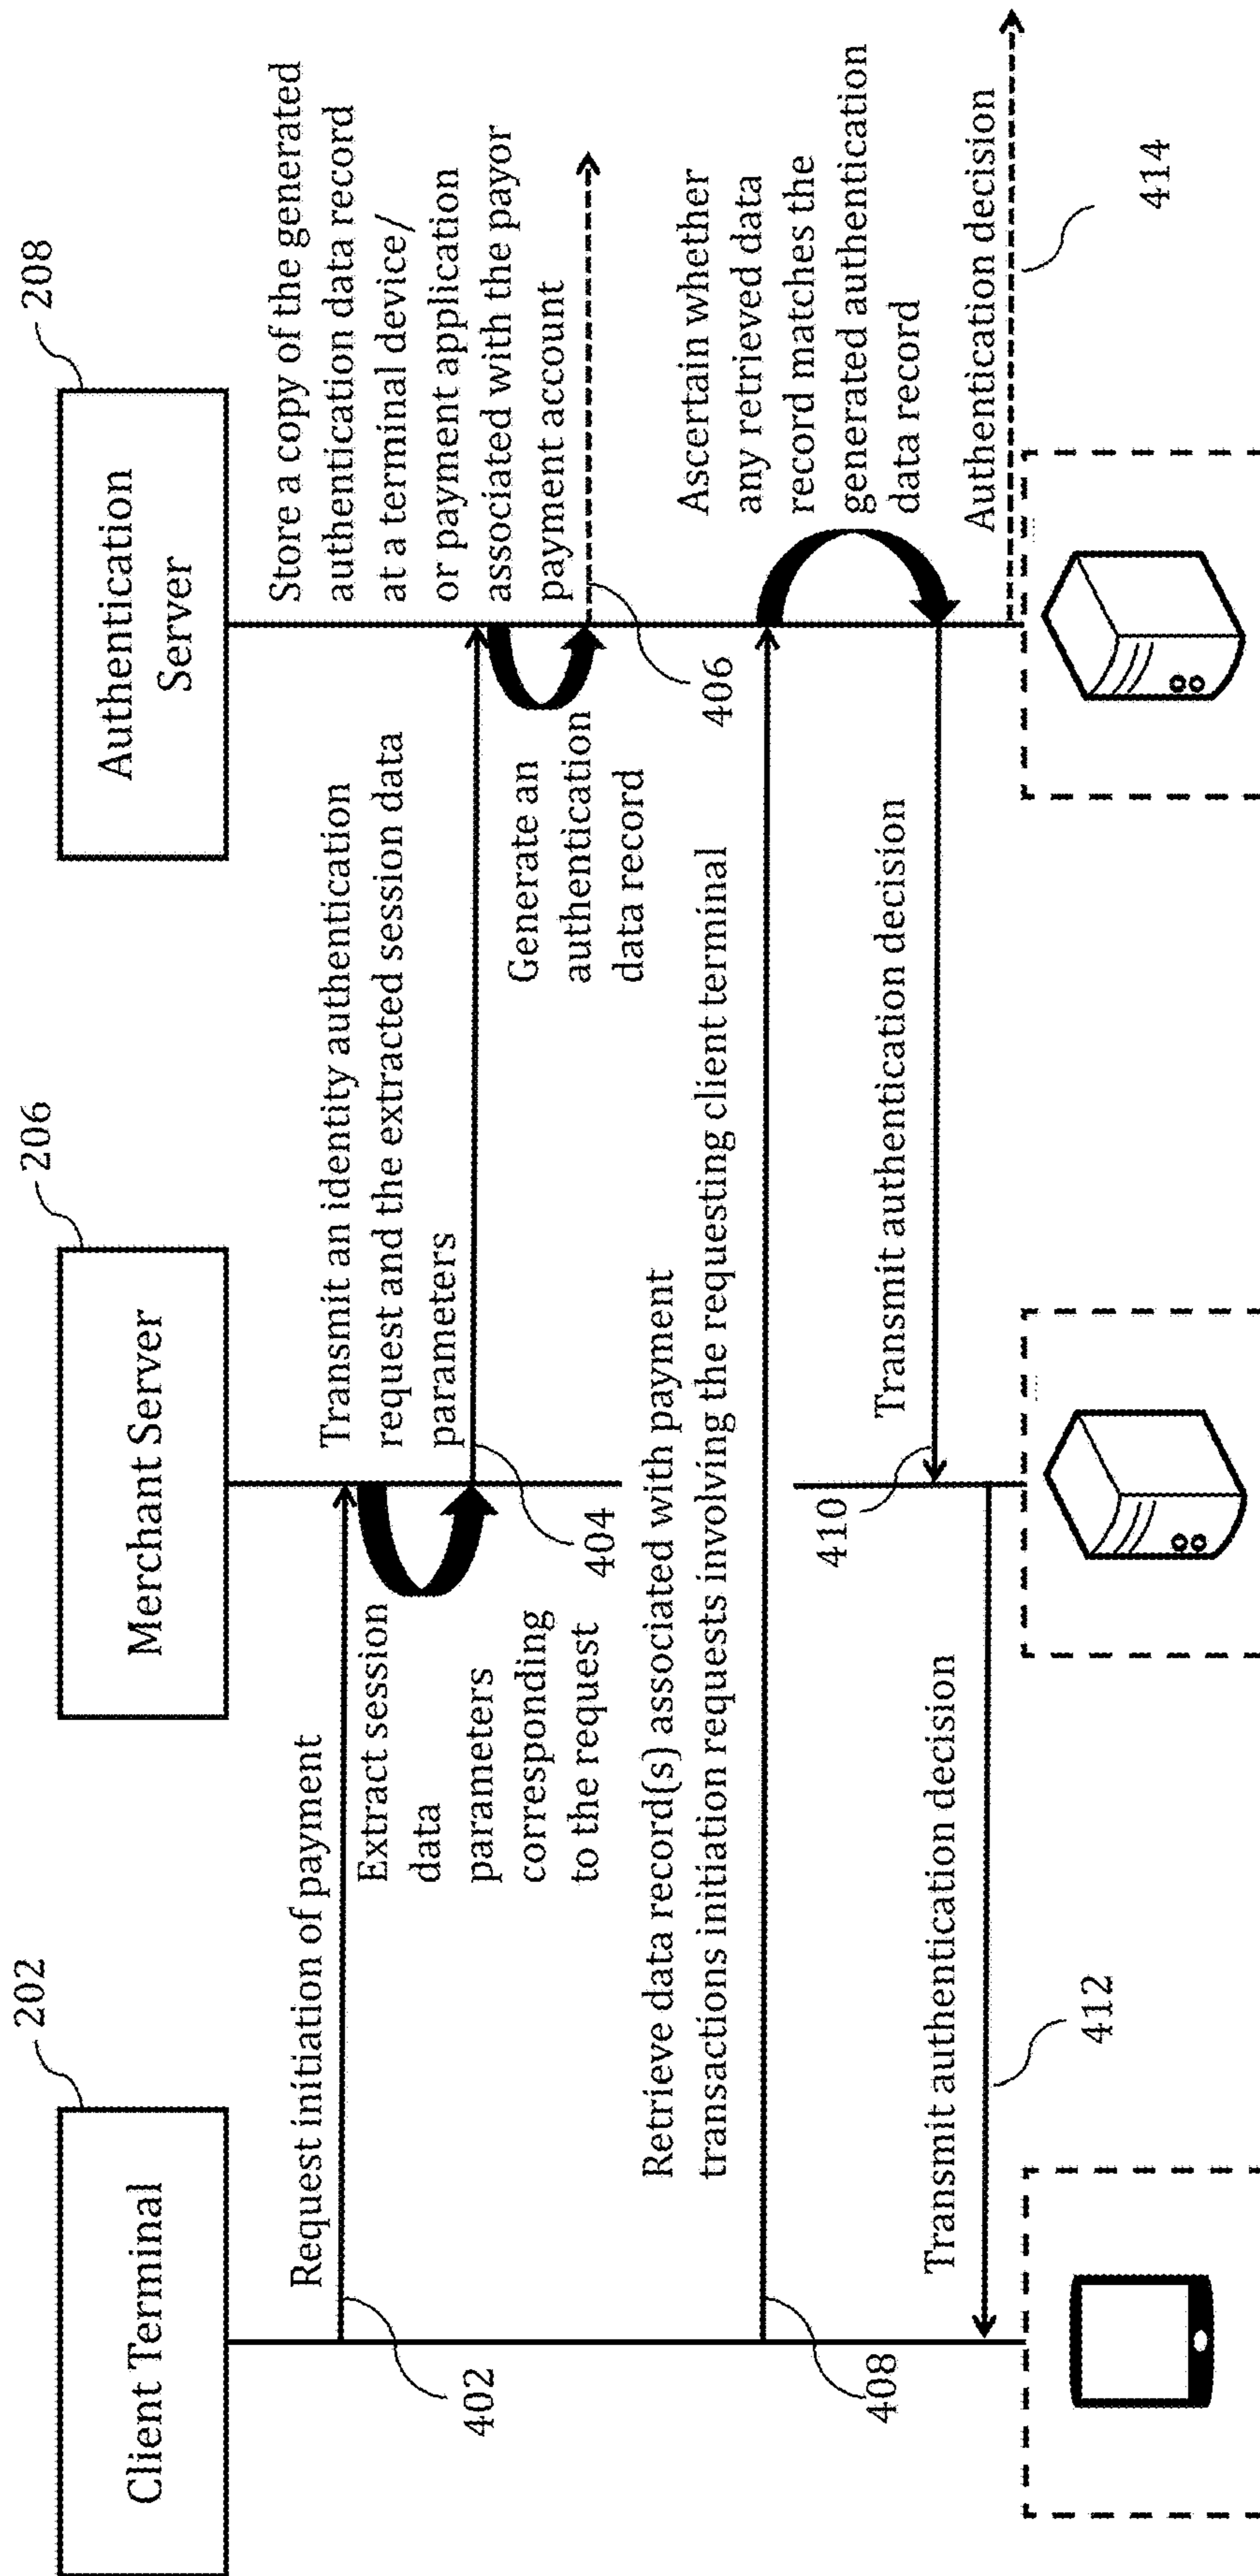 202
Client Terminal
206
Merchant Server
208
Authentication
Server
Request initiation of payment
402
Extract session
data
parameters
corresponding
to the request
Transmit an identity authentication
request and the extracted session data
parameters
404
Generate an
authentication
data record
Store a copy of the generated
authentication data record
at a terminal device/
or payment application
associated with the payor
payment account
406
Retrieve data record(s) associated with payment
transactions initiation requests involving the requesting client terminal
408
Ascertain whether
any retrieved data
record matches the
generated authentication
data record
Transmit authentication decision
410
Transmit authentication decision
412
Authentication decision
414